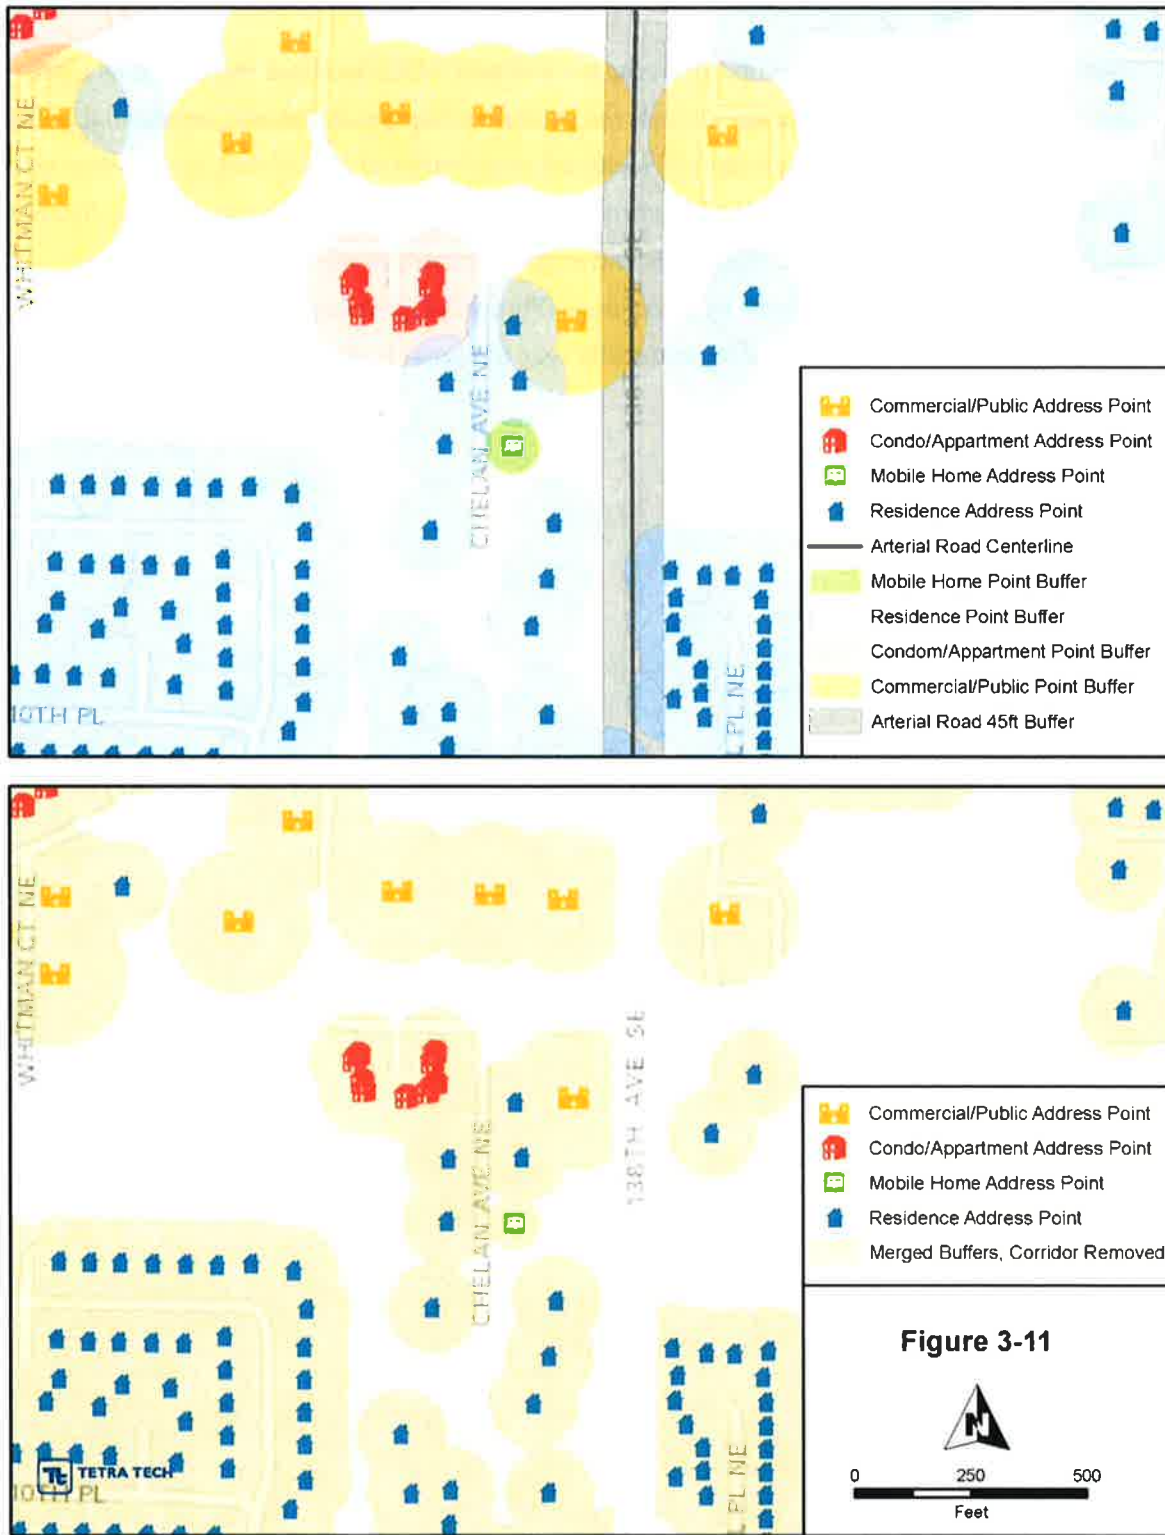 WHITMAN CT NE
138TH AVE SE
CHELAN AVE NE
10TH PL
L PL NE
Commercial/Public Address Point
Condo/Appartment Address Point
Mobile Home Address Point
Residence Address Point
Arterial Road Centerline
Mobile Home Point Buffer
Residence Point Buffer
Condom/Appartment Point Buffer
Commercial/Public Point Buffer
Arterial Road 45ft Buffer
WHITMAN CT NE
138TH AVE SE
CHELAN AVE NE
10TH PL
L PL NE
TETRA TECH
Commercial/Public Address Point
Condo/Appartment Address Point
Mobile Home Address Point
Residence Address Point
Merged Buffers, Corridor Removed
Figure 3-11
N
0 250 500
Feet